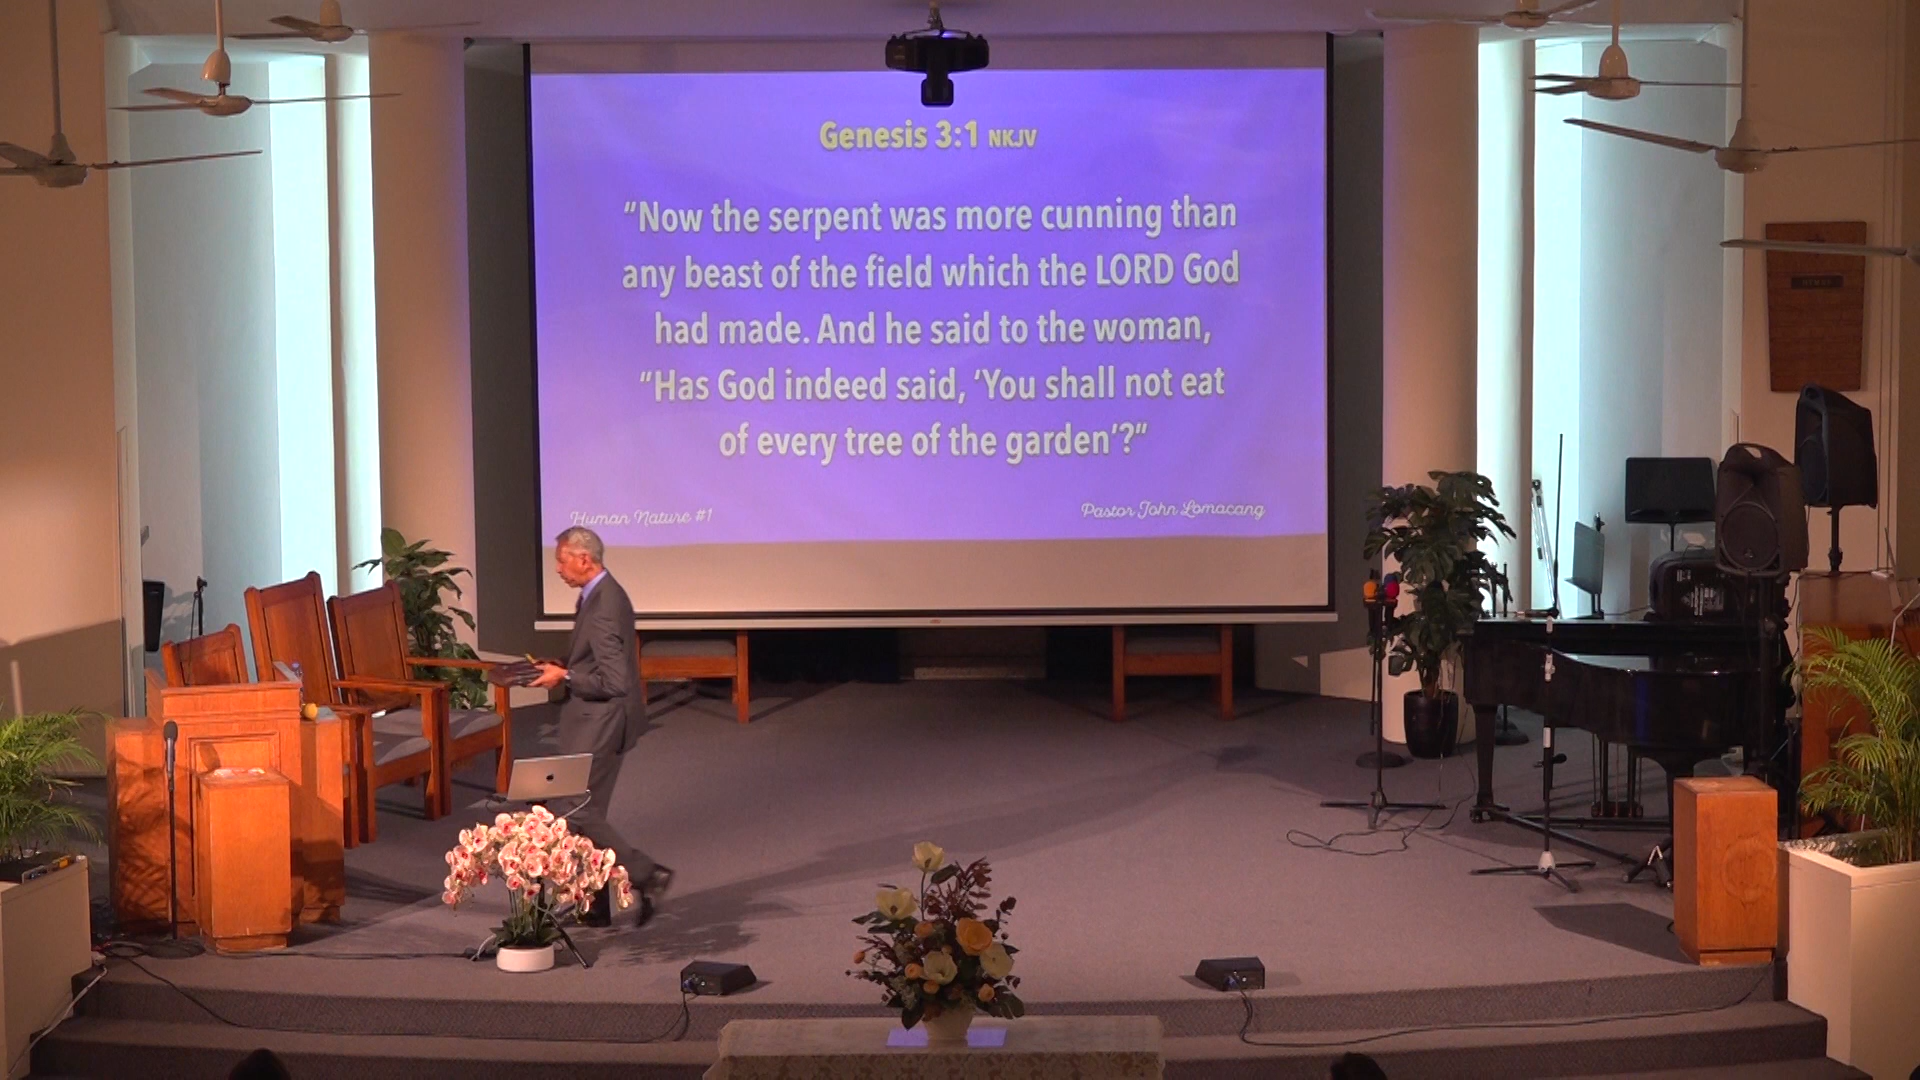 Genesis 3:1 NKJV
“Now the serpent was more cunning than
any beast of the field which the LORD God
had made. And he said to the woman,
“Has God indeed said, ‘You shall not eat
of every tree of the garden’?”
Human Nature #1
Pastor John Lomacang